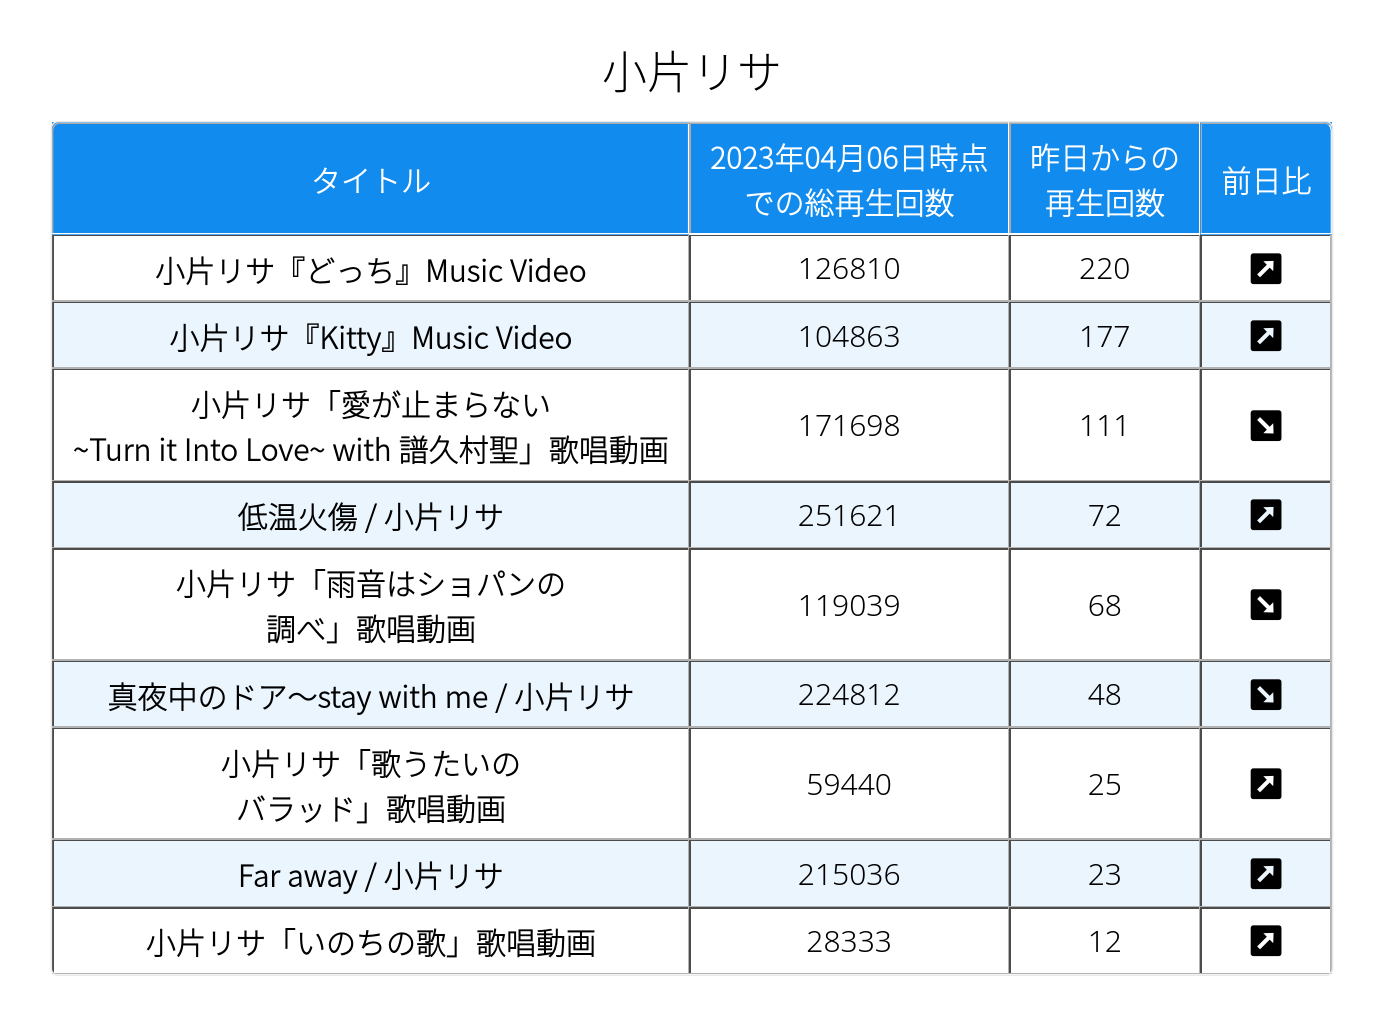 小片リサ
タイトル
2023年04月06日時点
での総再生回数
昨日からの
再生回数
前日比
小片リサ『どっち』Music Video
126810
220
小片リサ『Kitty』Music Video
104863
177
小片リサ「愛が止まらない
~Turn it Into Love~ with 譜久村聖」歌唱動画
171698
111
低温火傷 / 小片リサ
251621
72
小片リサ「雨音はショパンの
調べ」歌唱動画
119039
68
真夜中のドア〜stay with me / 小片リサ
224812
48
小片リサ「歌うたいの
バラッド」歌唱動画
59440
25
Far away / 小片リサ
215036
23
小片リサ「いのちの歌」歌唱動画
28333
12